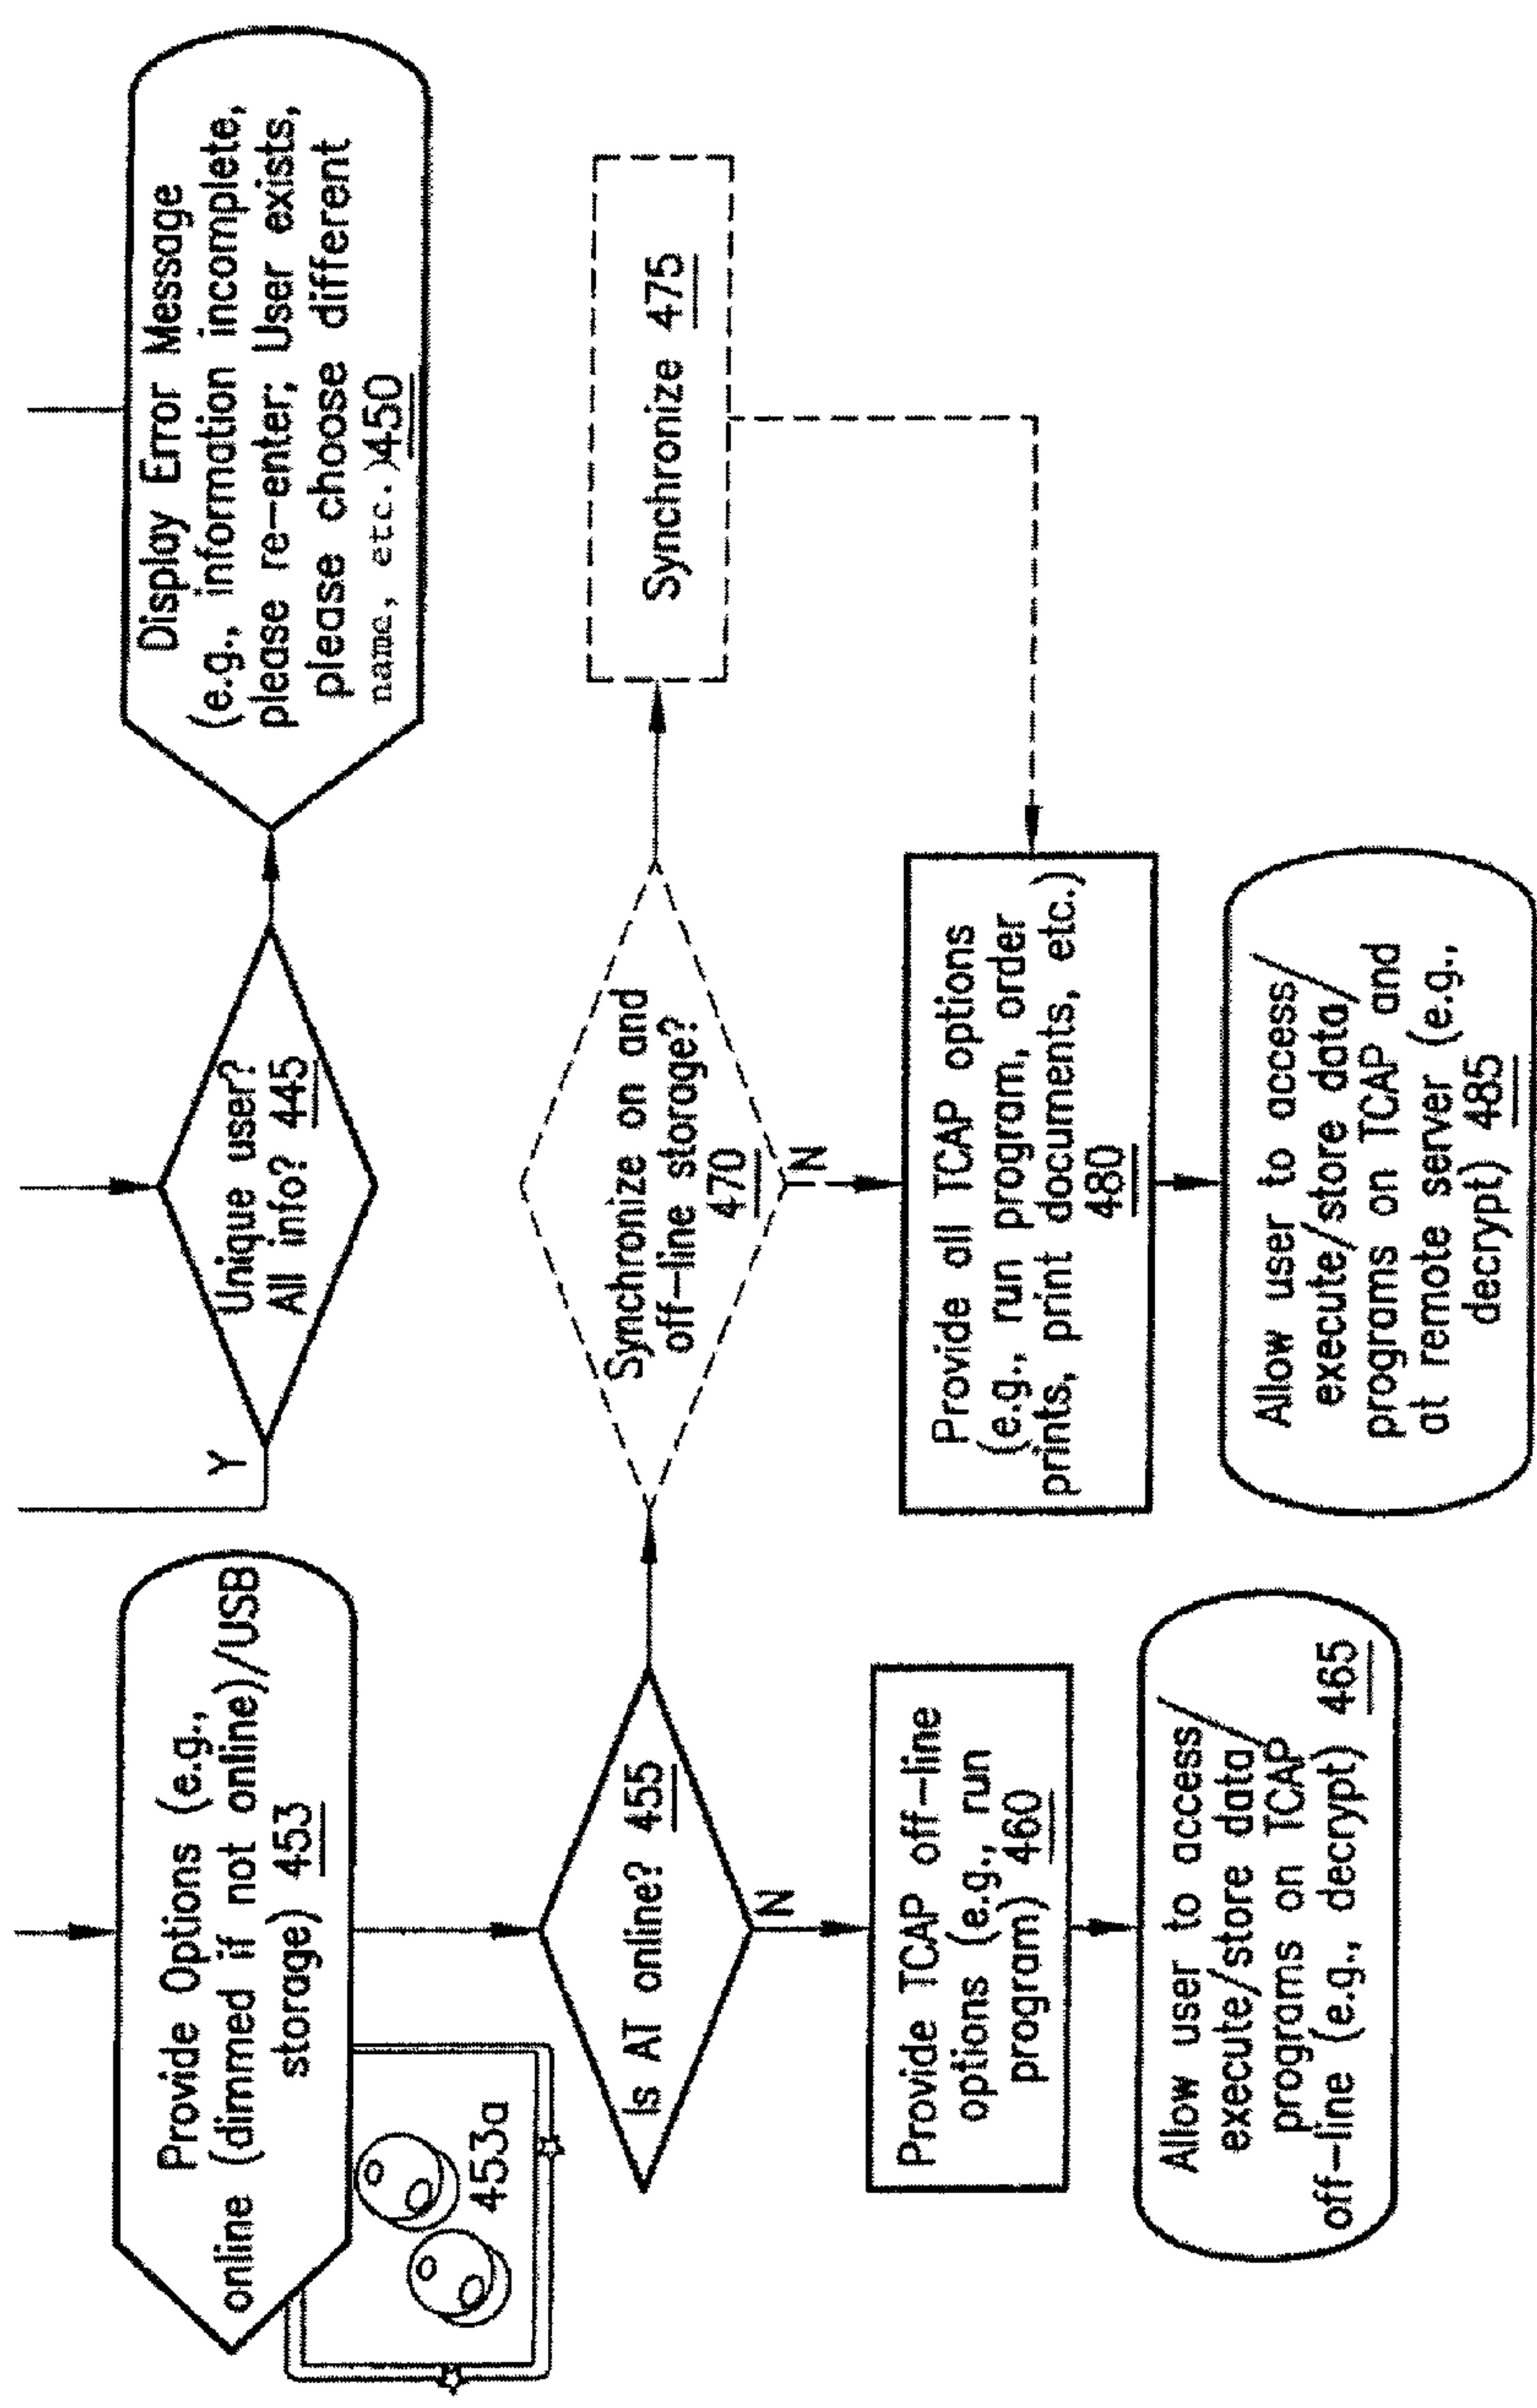 Provide Options (e.g.,
online (dimmed if not online)/USB
storage) 453
453a
Y
Unique user?
All info? 445
Display Error Message
(e.g., information incomplete,
please re-enter; User exists,
please choose different
name, etc.)450
Is AT online? 455
N
Synchronize on and
off-line storage?
470
N
Synchronize 475
Provide TCAP off-line
options (e.g., run
program) 460
Provide all TCAP options
(e.g., run program, order
prints, print documents, etc.)
480
Allow user to access/
execute/store data/
programs on TCAP
off-line (e.g., decrypt) 465
Allow user to access/
execute/store data/
programs on TCAP and
at remote server (e.g.,
decrypt) 485